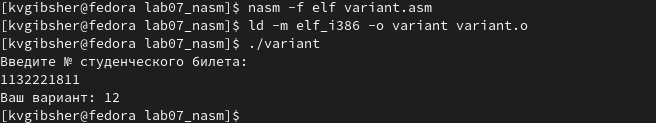 [kvgibsher@fedora lab07_nasm]$ nasm -f elf variant.asm
[kvgibsher@fedora lab07_nasm]$ ld -m elf_i386 -o variant variant.o
[kvgibsher@fedora lab07_nasm]$ ./variant
Введите № студенческого билета:
1132221811
Ваш вариант: 12
[kvgibsher@fedora lab07_nasm]$